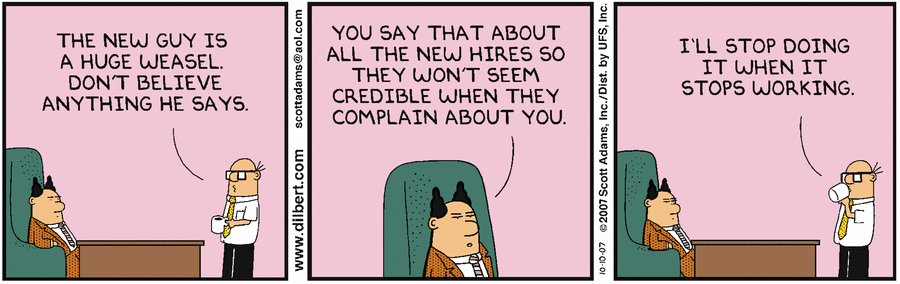 THE NEW GUY IS
A HUGE WEASEL.
DON'T BELIEVE
ANYTHING HE SAYS.
www.dilbert.com scottadams@aol.com
YOU SAY THAT ABOUT
ALL THE NEW HIRES SO
THEY WON'T SEEM
CREDIBLE WHEN THEY
COMPLAIN ABOUT YOU.
10-10-07 ©2007 Scott Adams, Inc./Dist. by UFS, Inc.
I'LL STOP DOING
IT WHEN IT
STOPS WORKING.